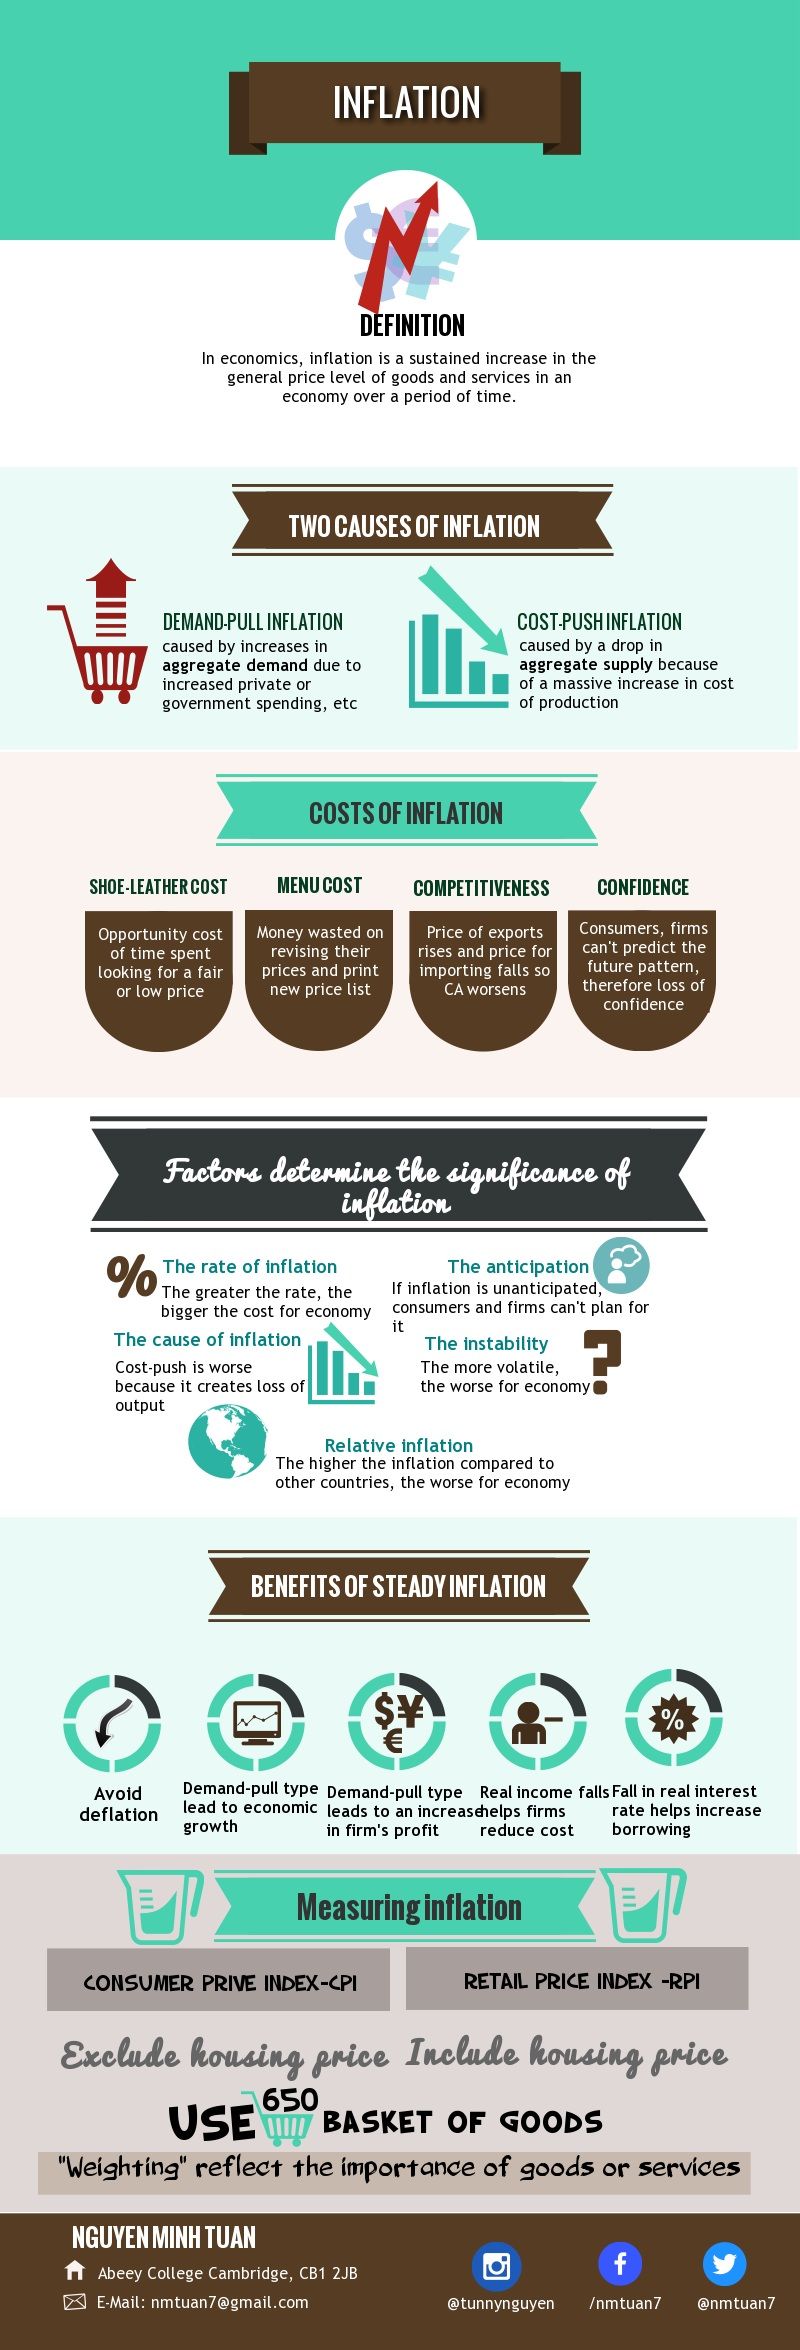 INFLATION
DEFINITION
In economics, inflation is a sustained increase in the
general price level of goods and services in an
economy over a period of time.
TWO CAUSES OF INFLATION
DEMAND-PULL INFLATION
caused by increases in
aggregate demand due to
increased private or
government spending, etc
COST-PUSH INFLATION
caused by a drop in
aggregate supply because
of a massive increase in cost
of production
COSTS OF INFLATION
SHOE-LEATHER COST
Opportunity cost
of time spent
looking for a fair
or low price
MENU COST
Money wasted on
revising their
prices and print
new price list
COMPETITIVENESS
Price of exports
rises and price for
importing falls so
CA worsens
CONFIDENCE
Consumers, firms
can't predict the
future pattern,
therefore loss of
confidence
Factors determine the significance of
inflation
%
The rate of inflation
The greater the rate, the
bigger the cost for economy
The anticipation
If inflation is unanticipated,
consumers and firms can't plan for
it
The cause of inflation
Cost-push is worse
because it creates loss of
output
The instability
The more volatile,
the worse for economy
?
Relative inflation
The higher the inflation compared to
other countries, the worse for economy
BENEFITS OF STEADY INFLATION
Avoid
deflation
Demand-pull type
lead to economic
growth
$¥
€
Demand-pull type
leads to an increase
in firm's profit
Real income falls
helps firms
reduce cost
%
Fall in real interest
rate helps increase
borrowing
Measuring inflation
CONSUMER PRIVE INDEX-CPI
RETAIL PRICE INDEX -RPI
Exclude housing price
Include housing price
USE 650 BASKET OF GOODS
"Weighting" reflect the importance of goods or services
NGUYEN MINH TUAN
Abeey College Cambridge, CB1 2JB
E-Mail: nmtuan7@gmail.com
@tunnynguyen
/nmtuan7
@nmtuan7